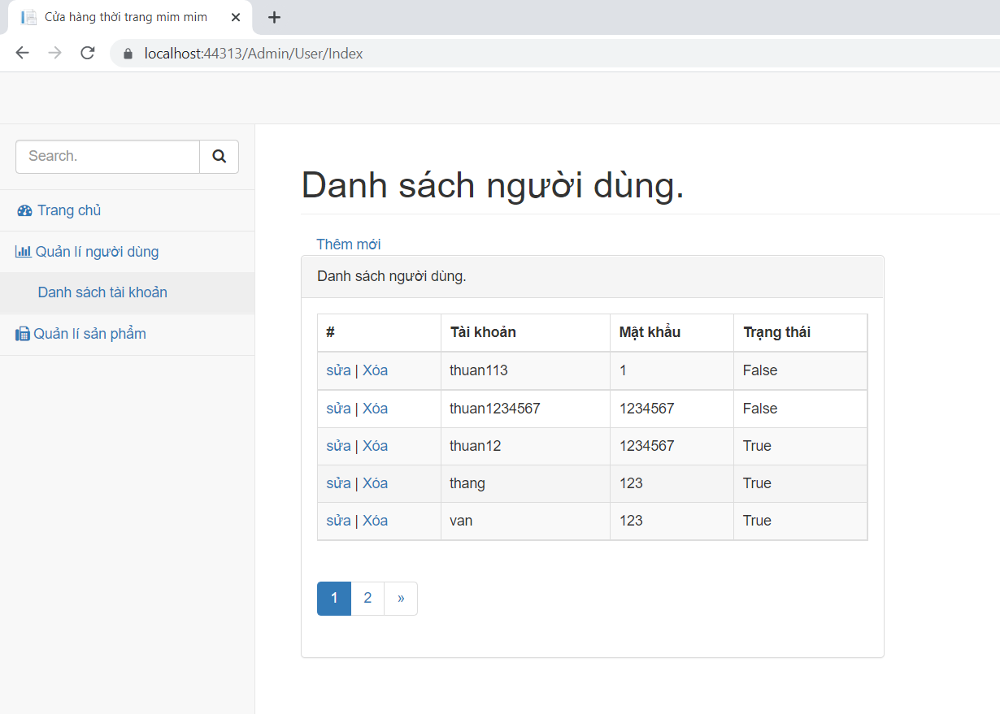 Cửa hàng thời trang mim mim
localhost:44313/Admin/User/Index
Search.
Trang chủ
Quản lí người dùng
Danh sách tài khoản
Quản lí sản phẩm
Danh sách người dùng.
Thêm mới
Danh sách người dùng.
# Tài khoản Mật khẩu Trạng thái
sửa | Xóa thuan113 1 False
sửa | Xóa thuan1234567 1234567 False
sửa | Xóa thuan12 1234567 True
sửa | Xóa thang 123 True
sửa | Xóa van 123 True
1 2 »